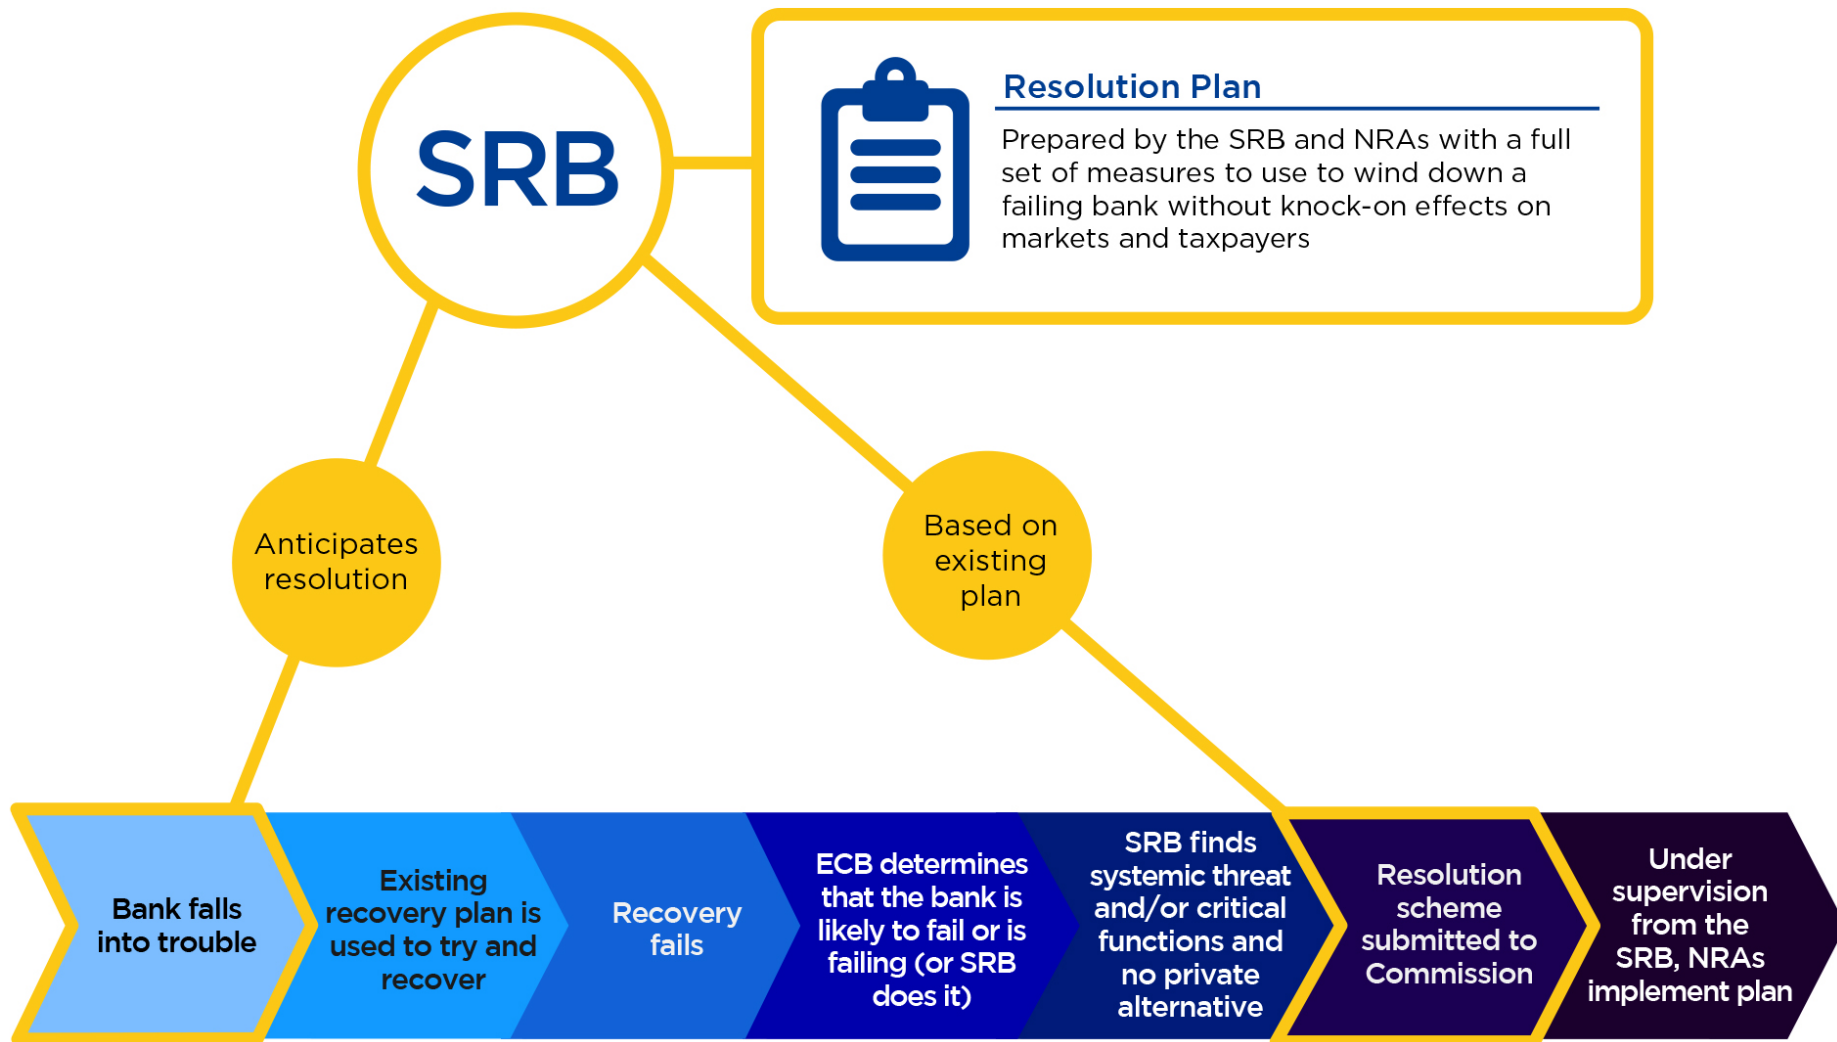 SRB
Resolution Plan
Prepared by the SRB and NRAs with a full
set of measures to use to wind down a
failing bank without knock-on effects on
markets and taxpayers
Anticipates
resolution
Based on
existing
plan
Bank falls
into trouble
Existing
recovery plan is
used to try and
recover
Recovery
fails
ECB determines
that the bank is
likely to fail or is
failing (or SRB
does it)
SRB finds
systemic threat
and/or critical
functions and
no private
alternative
Resolution
scheme
submitted to
Commission
Under
supervision
from the
SRB, NRAs
implement plan